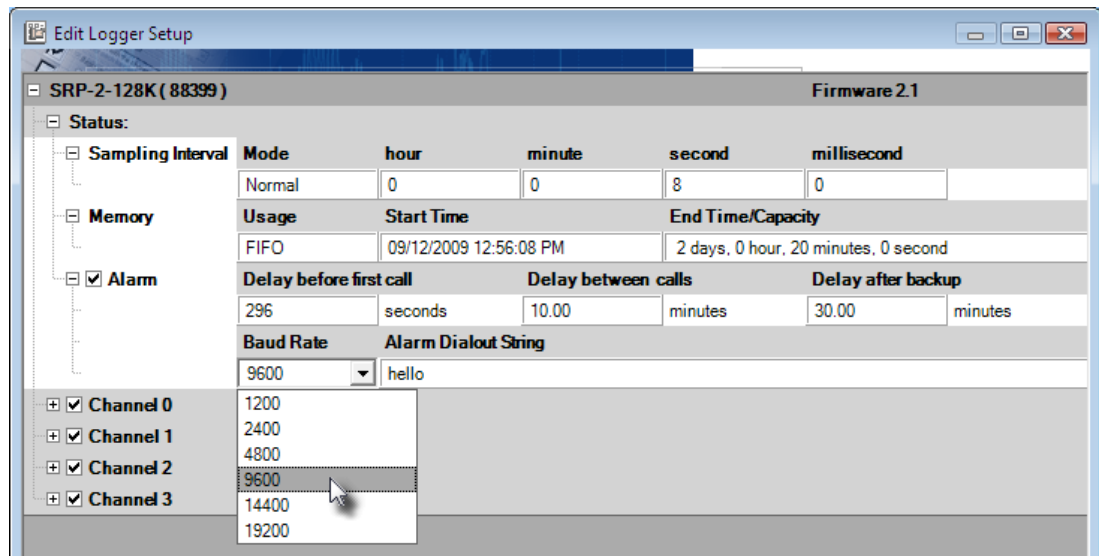 Edit Logger Setup
SRP-2-128K ( 88399 ) Firmware 2.1
Status:
Sampling Interval Mode hour minute second millisecond
Normal 0 0 8 0
Memory Usage Start Time End Time/Capacity
FIFO 09/12/2009 12:56:08 PM 2 days, 0 hour, 20 minutes, 0 second
Alarm Delay before first call Delay between calls Delay after backup
296 seconds 10.00 minutes 30.00 minutes
Baud Rate Alarm Dialout String
9600 hello
Channel 0 1200
Channel 1 2400
4800
Channel 2 9600
Channel 3 14400
19200